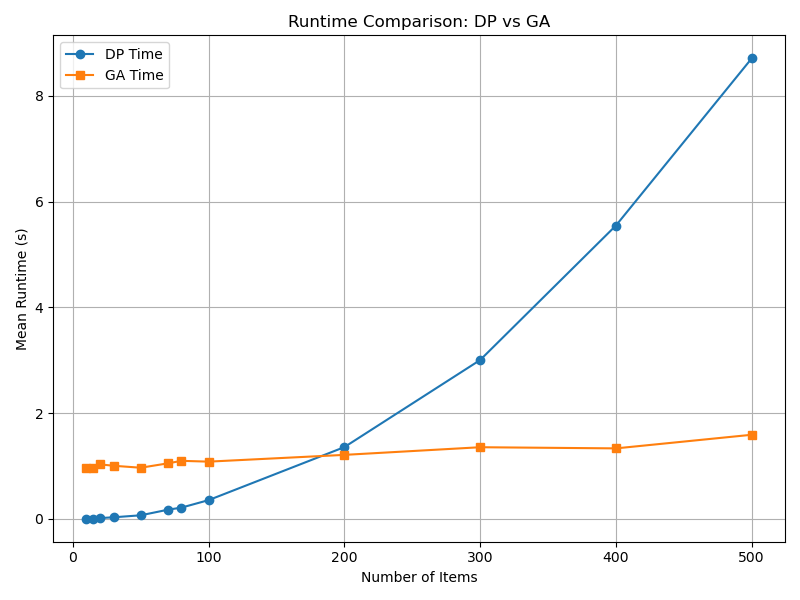 Runtime Comparison: DP vs GA
DP Time
GA Time
Mean Runtime (s)
8
6
4
2
0
0 100 200 300 400 500
Number of Items